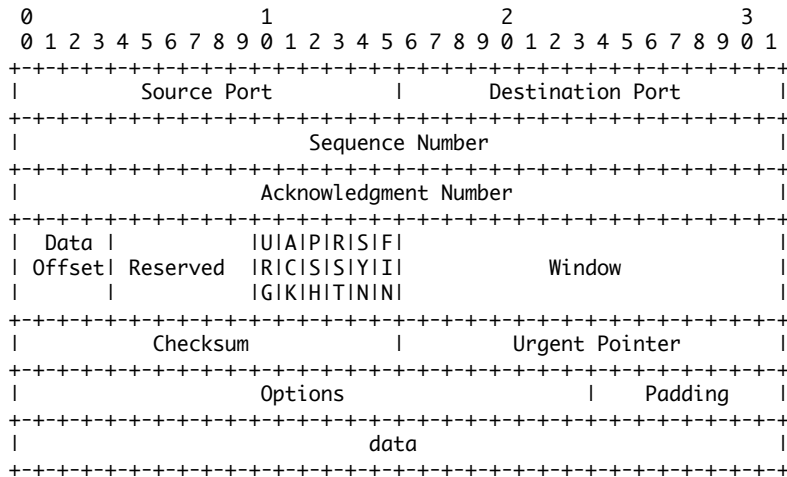 0                   1                   2                   3
 0 1 2 3 4 5 6 7 8 9 0 1 2 3 4 5 6 7 8 9 0 1 2 3 4 5 6 7 8 9 0 1
+-+-+-+-+-+-+-+-+-+-+-+-+-+-+-+-+-+-+-+-+-+-+-+-+-+-+-+-+-+-+-+-+
|          Source Port          |       Destination Port        |
+-+-+-+-+-+-+-+-+-+-+-+-+-+-+-+-+-+-+-+-+-+-+-+-+-+-+-+-+-+-+-+-+
|                        Sequence Number                        |
+-+-+-+-+-+-+-+-+-+-+-+-+-+-+-+-+-+-+-+-+-+-+-+-+-+-+-+-+-+-+-+-+
|                    Acknowledgment Number                      |
+-+-+-+-+-+-+-+-+-+-+-+-+-+-+-+-+-+-+-+-+-+-+-+-+-+-+-+-+-+-+-+-+
|  Data |           |U|A|P|R|S|F|                               |
| Offset| Reserved  |R|C|S|S|Y|I|            Window             |
|       |           |G|K|H|T|N|N|                               |
+-+-+-+-+-+-+-+-+-+-+-+-+-+-+-+-+-+-+-+-+-+-+-+-+-+-+-+-+-+-+-+-+
|           Checksum            |         Urgent Pointer        |
+-+-+-+-+-+-+-+-+-+-+-+-+-+-+-+-+-+-+-+-+-+-+-+-+-+-+-+-+-+-+-+-+
|                    Options                    |    Padding    |
+-+-+-+-+-+-+-+-+-+-+-+-+-+-+-+-+-+-+-+-+-+-+-+-+-+-+-+-+-+-+-+-+
|                             data                              |
+-+-+-+-+-+-+-+-+-+-+-+-+-+-+-+-+-+-+-+-+-+-+-+-+-+-+-+-+-+-+-+-+